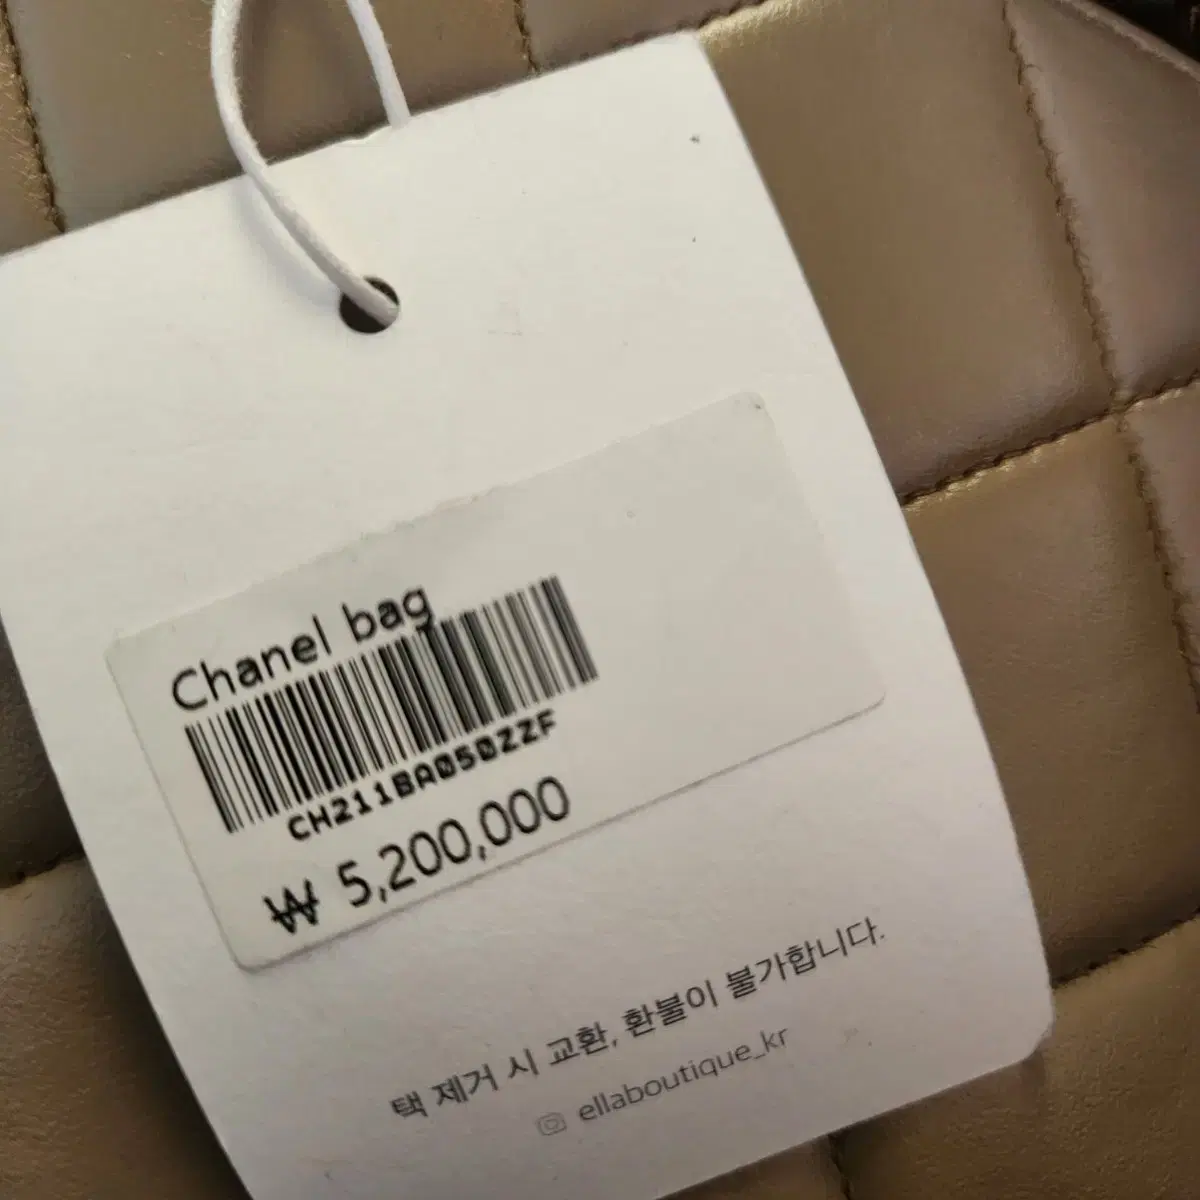 Chanel bag
CH211BA050ZZF
₩ 5,200,000
택 제거 시 교환, 환불이 불가합니다.
ellaboutique_kr